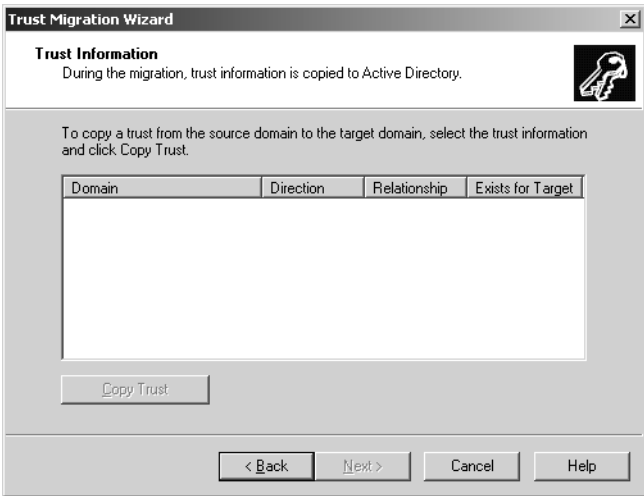 Trust Migration Wizard
Trust Information
During the migration, trust information is copied to Active Directory.
To copy a trust from the source domain to the target domain, select the trust information
and click Copy Trust.
Domain Direction Relationship Exists for Target
Copy Trust
< Back Next > Cancel Help